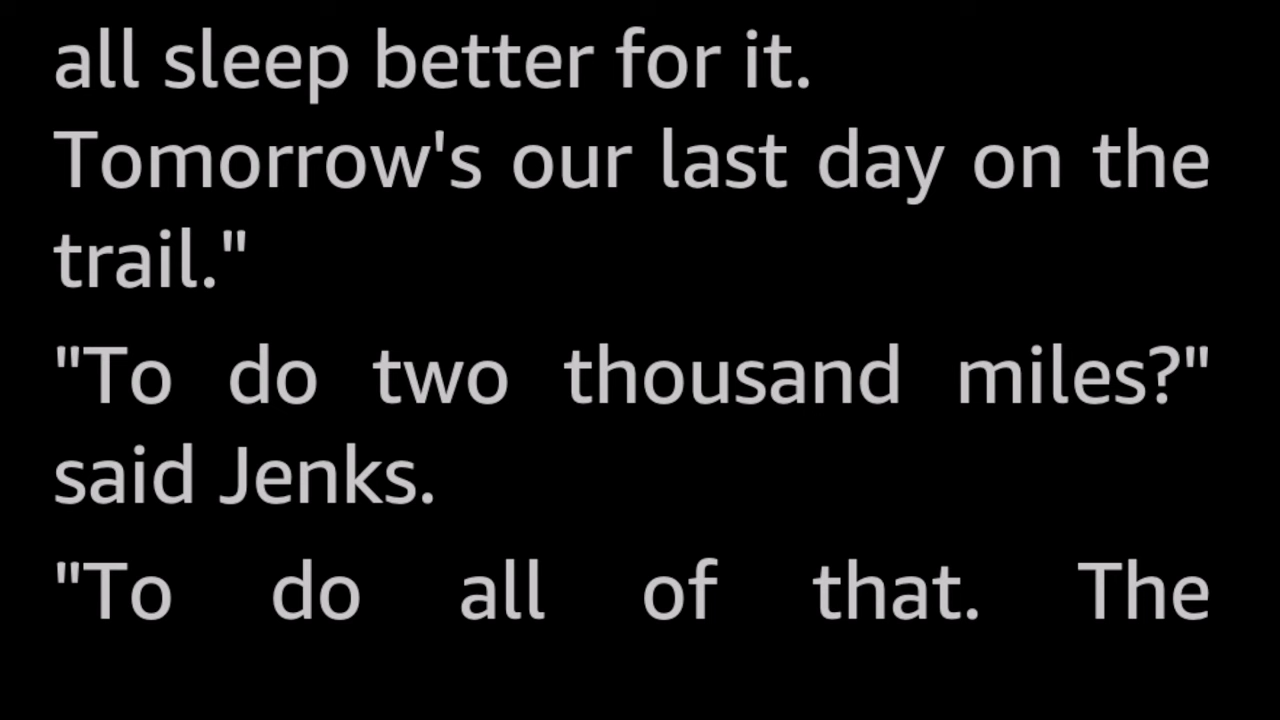 all sleep better for it.
Tomorrow's our last day on the
trail."
"To do two thousand miles?"
said Jenks.
"To do all of that. The